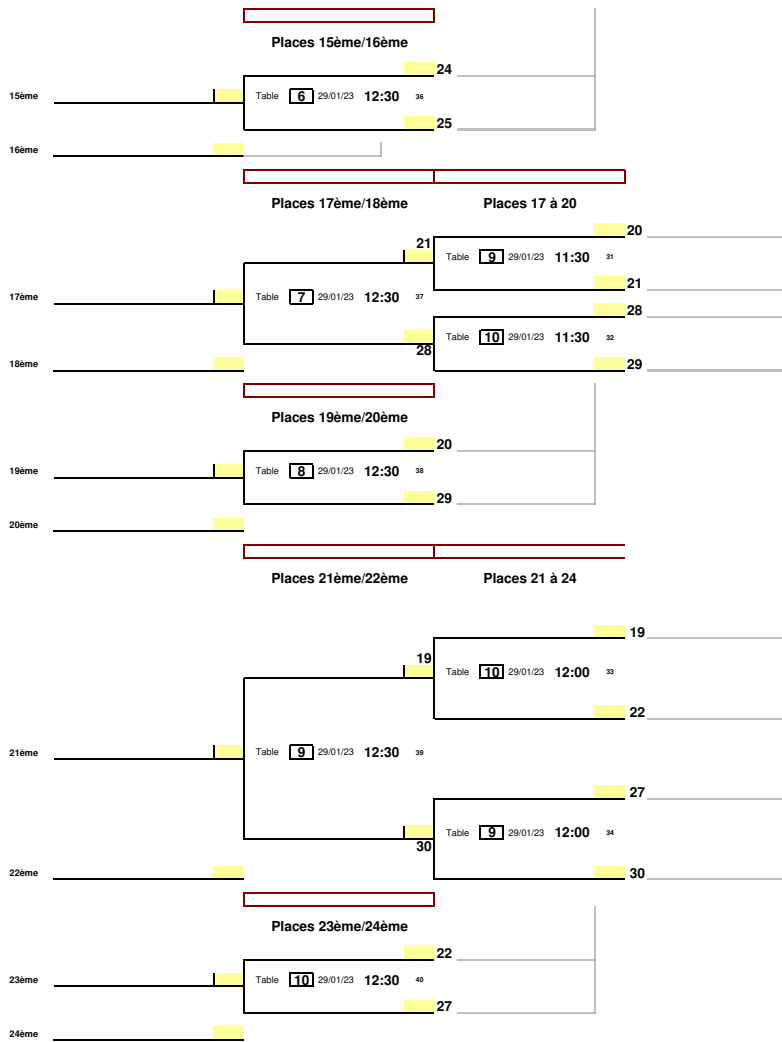 Places 15ème/16ème
24
15ème Table 6 29/01/23 12:30 36
25
16ème
Places 17ème/18ème Places 17 à 20
20
21
Table 9 29/01/23 11:30 31
21
17ème Table 7 29/01/23 12:30 37
28
Table 10 29/01/23 11:30 32
28
18ème
29
Places 19ème/20ème
20
19ème Table 8 29/01/23 12:30 38
29
20ème
Places 21ème/22ème Places 21 à 24
19
19
Table 10 29/01/23 12:00 33
22
21ème Table 9 29/01/23 12:30 39
27
Table 9 29/01/23 12:00 34
30
22ème
30
Places 23ème/24ème
22
23ème Table 10 29/01/23 12:30 40
27
24ème